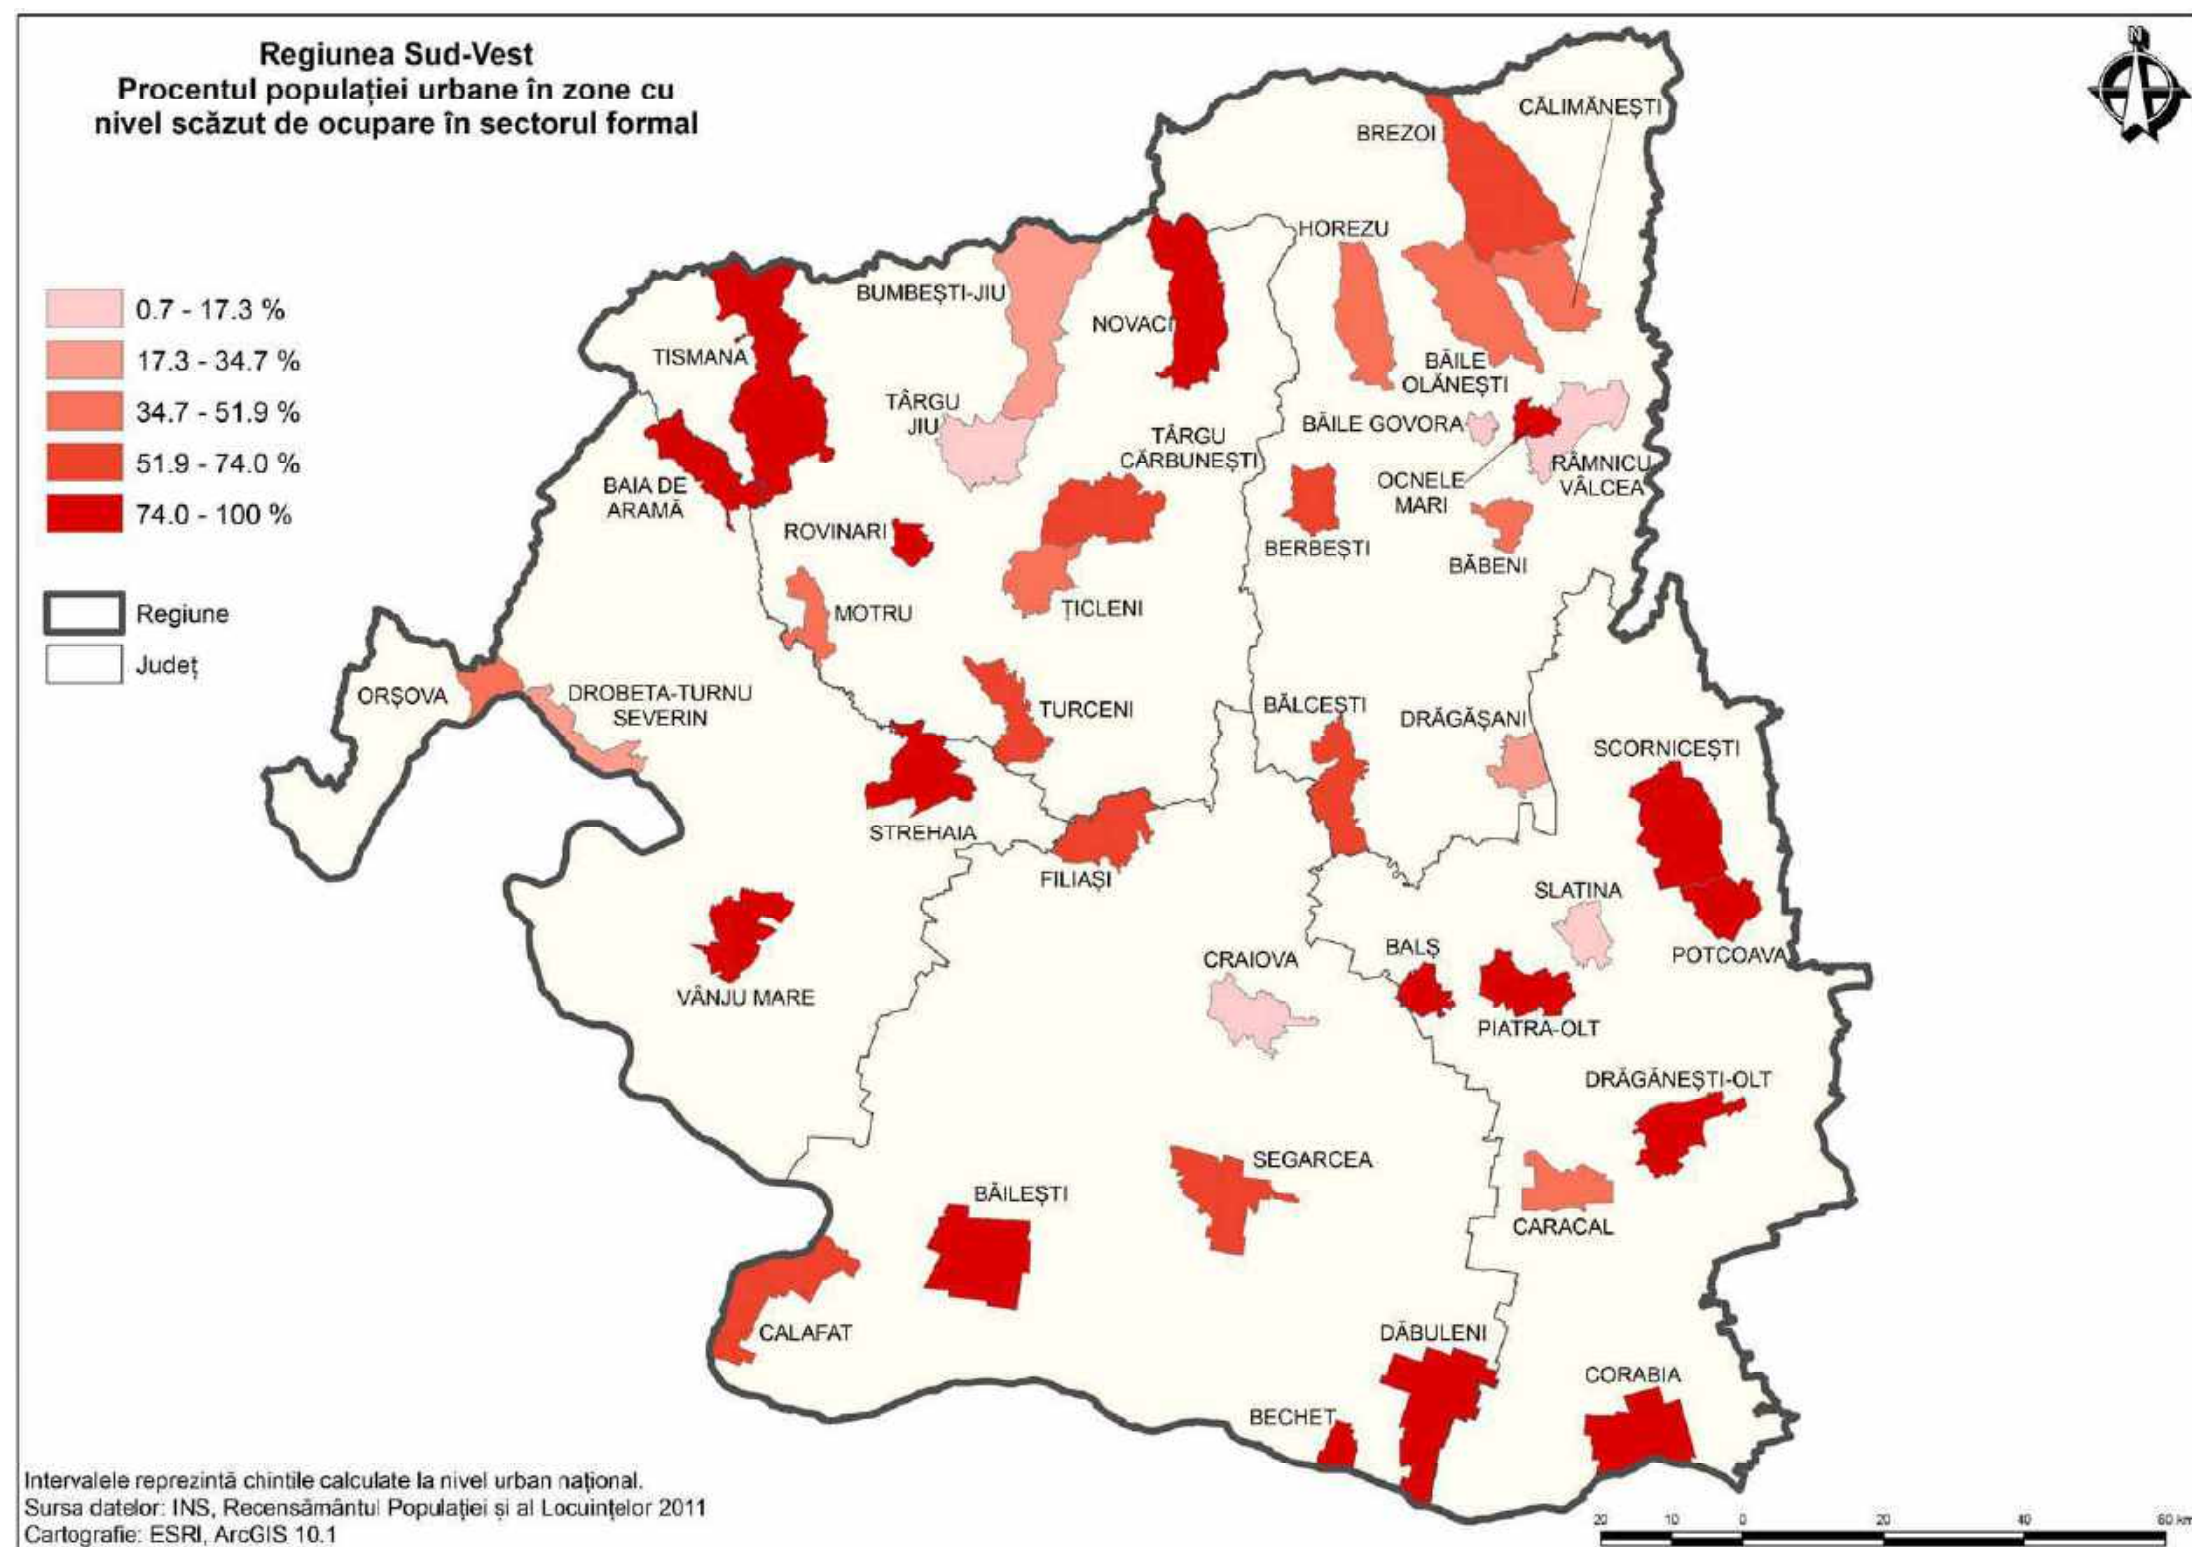 Regiunea Sud-Vest
Procentul populației urbane în zone cu
nivel scăzut de ocupare în sectorul formal
N
0.7 - 17.3 %
17.3 - 34.7 %
34.7 - 51.9 %
51.9 - 74.0 %
74.0 - 100 %
Regiune
Județ
CĂLIMĂNEȘTI
BREZOI
HOREZU
BUMBEȘTI-JIU
NOVACI
TISMANA
BĂILE
OLĂNEȘTI
TÂRGU
JIU
BĂILE GOVORA
TÂRGU
CĂRBUNEȘTI
RÂMNICU
VÂLCEA
OCNELE
MARI
BAIA DE
ARAMĂ
ROVINARI
BERBEȘTI
BĂBENI
MOTRU
ȚICLENI
ORȘOVA
DROBETA-TURNU
SEVERIN
TURCENI
BĂLCEȘTI
DRĂGĂȘANI
SCORNICEȘTI
STREHAIA
FILIAȘI
SLATINA
POTCOAVA
BALȘ
CRAIOVA
VÂNJU MARE
PIATRA-OLT
DRĂGĂNEȘTI-OLT
SEGARCEA
BĂILEȘTI
CARACAL
CALAFAT
DĂBULENI
CORABIA
BECHET
Intervalele reprezintă chintile calculate la nivel urban național.
Sursa datelor: INS, Recensământul Populației și al Locuințelor 2011
Cartografie: ESRI, ArcGIS 10.1
20 10 0 20 40 60 km